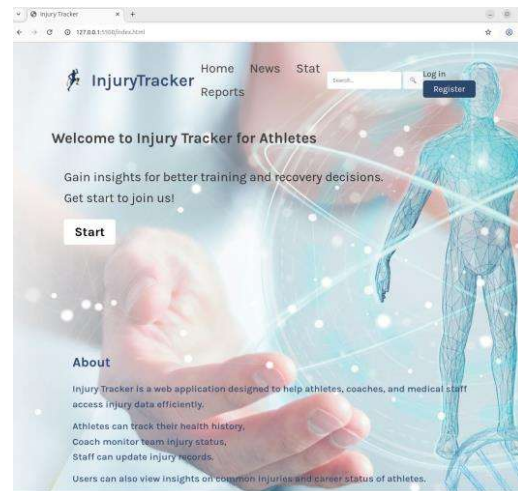 Injury Tracker
127.0.0.1:5500/index.html
InjuryTracker
Home News Stat
Reports
Search...
Log in
Register
Welcome to Injury Tracker for Athletes
Gain insights for better training and recovery decisions.
Get start to join us!
Start
About
Injury Tracker is a web application designed to help athletes, coaches, and medical staff
access injury data efficiently.
Athletes can track their health history,
Coach monitor team injury status,
Staff can update injury records.
Users can also view insights on common injuries and career status of athletes.